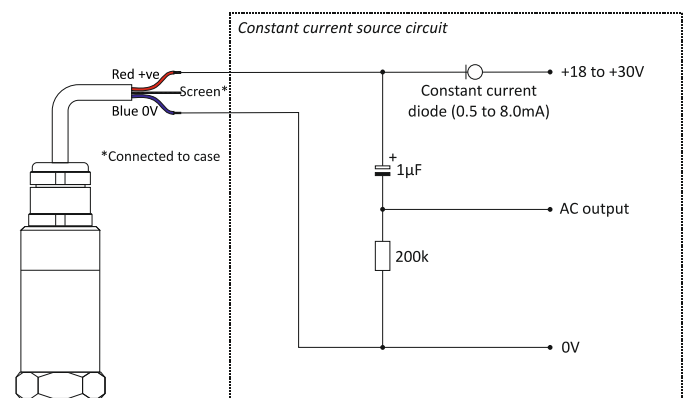 Constant current source circuit
Red +ve
+18 to +30V
Screen*
Constant current
diode (0.5 to 8.0mA)
Blue 0V
*Connected to case
+
1µF
AC output
200k
0V